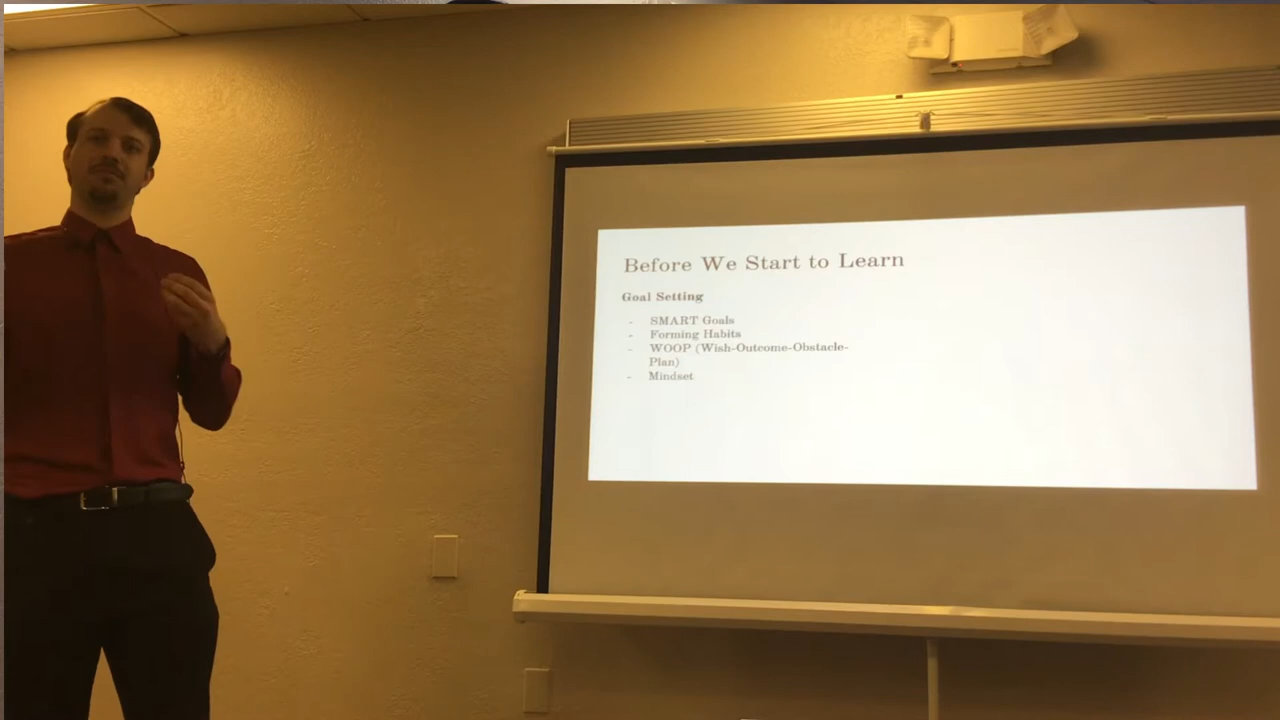 Before We Start to Learn
Goal Setting
- SMART Goals
- Forming Habits
- WOOP (Wish-Outcome-Obstacle-
Plan)
- Mindset